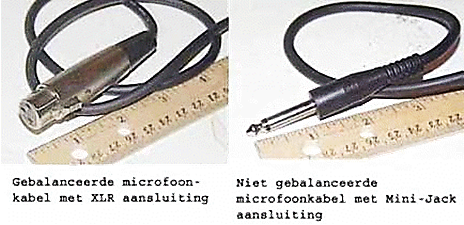 Gebalanceerde microfoon-
kabel met XLR aansluiting
Niet gebalanceerde
microfoonkabel met Mini-Jack
aansluiting